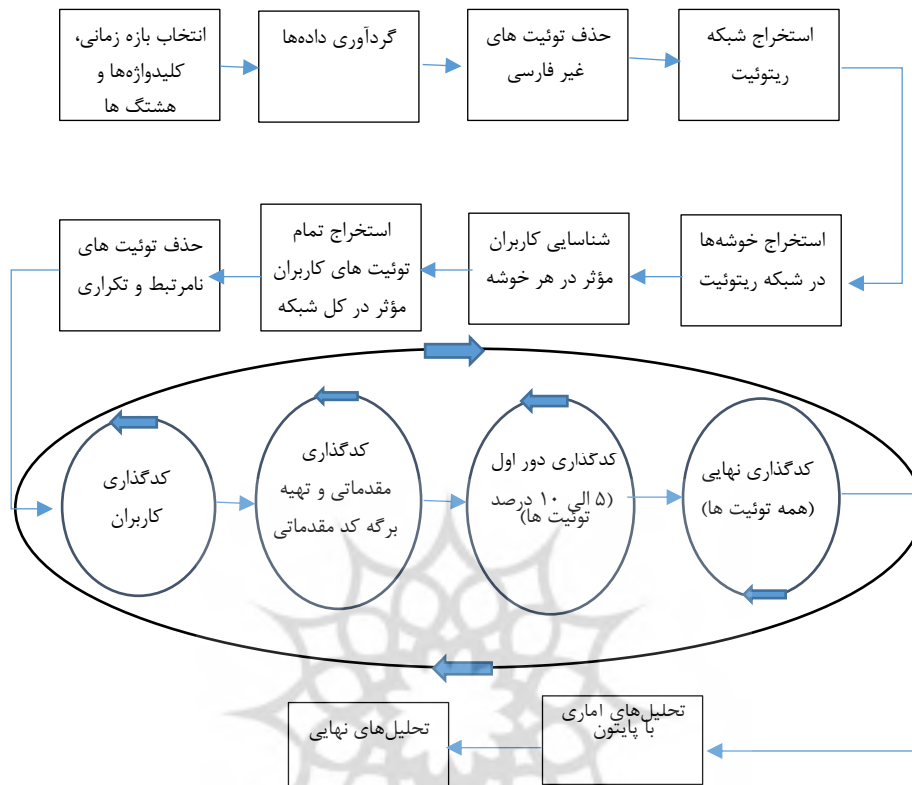 انتخاب بازه زمانی،
کلیدواژه‌ها و
هشتگ ها
گردآوری داده‌ها
حذف توئیت های
غیر فارسی
استخراج شبکه
ریتوئیت
استخراج خوشه‌ها
در شبکه ریتوئیت
شناسایی کاربران
مؤثر در هر خوشه
استخراج تمام
توئیت های کاربران
مؤثر در کل شبکه
حذف توئیت های
نامرتبط و تکراری
کدگذاری
کاربران
کدگذاری
مقدماتی و تهیه
برگه کد مقدماتی
کدگذاری دور اول
(۵ الی ۱۰ درصد
توئیت ها)
کدگذاری نهایی
(همه توئیت ها)
تحلیل‌های اماری
با پایتون
تحلیل‌های نهایی